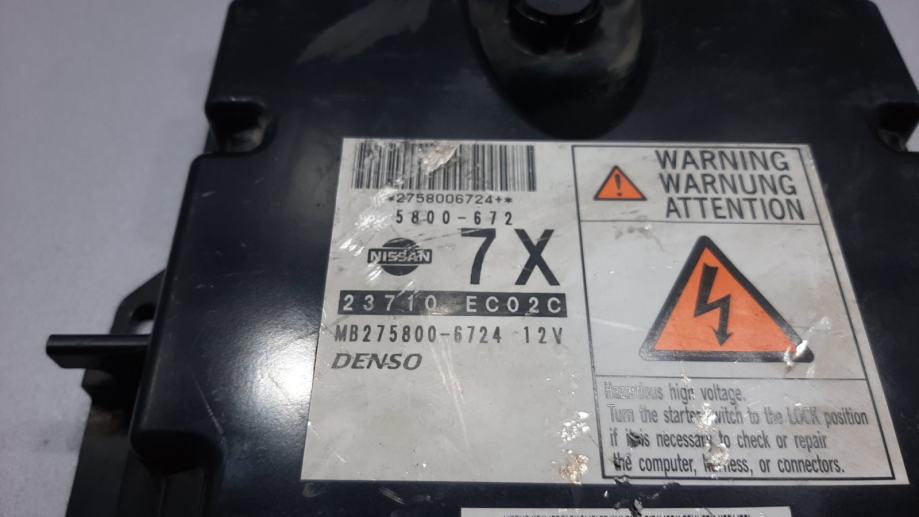 *2758006724+*
5800-672
7X
NISSAN
23710 EC02C
MB275800-6724 12V
DENSO
WARNING
WARNUNG
ATTENTION
Hazardous high voltage.
Turn the starter switch to the LOCK position
if it is necessary to check or repair
the computer, harness, or connectors.